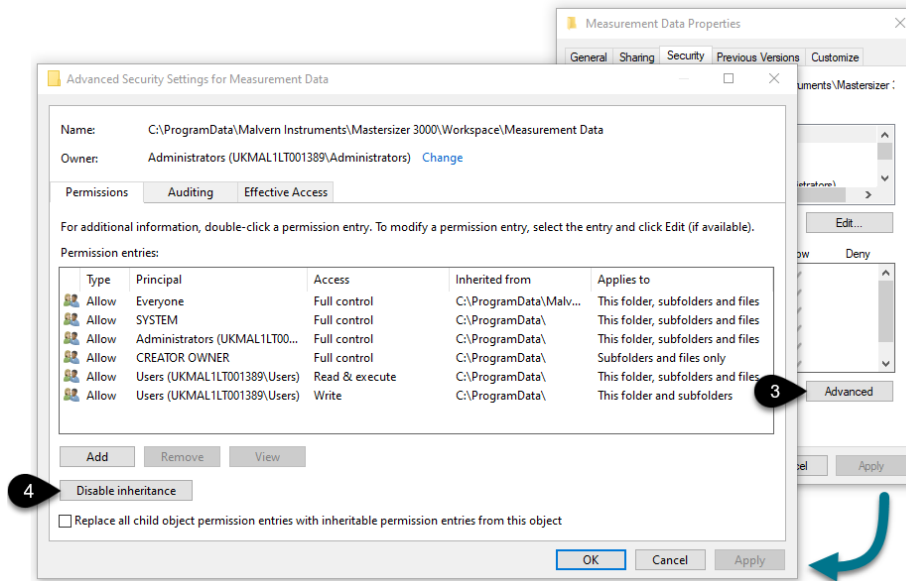 Measurement Data Properties
General Sharing Security Previous Versions Customize
Advanced Security Settings for Measurement Data
uments\Mastersizer
Name: C:\ProgramData\Malvern Instruments\Mastersizer 3000\Workspace\Measurement Data
Owner: Administrators (UKMAL1LT001389\Administrators) Change
Permissions Auditing Effective Access
Edit...
For additional information, double-click a permission entry. To modify a permission entry, select the entry and click Edit (if available).
Permission entries:
ow Deny
Type Principal Access Inherited from Applies to
Allow Everyone Full control C:\ProgramData\Malv... This folder, subfolders and files
Allow SYSTEM Full control C:\ProgramData\ This folder, subfolders and files
Allow Administrators (UKMAL1LT00... Full control C:\ProgramData\ This folder, subfolders and files
Allow CREATOR OWNER Full control C:\ProgramData\ Subfolders and files only
Allow Users (UKMAL1LT001389\Users) Read & execute C:\ProgramData\ This folder, subfolders and files
Allow Users (UKMAL1LT001389\Users) Write C:\ProgramData\ This folder and subfolders
3 Advanced
Add Remove View
cel Apply
4 Disable inheritance
Replace all child object permission entries with inheritable permission entries from this object
OK Cancel Apply